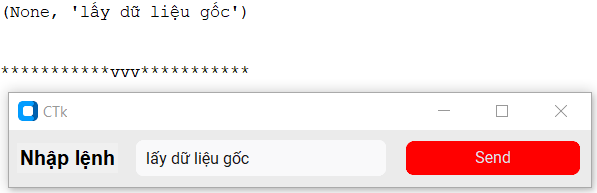 (None, 'lấy dữ liệu gốc')
***********vvv***********
CTk
Nhập lệnh
lấy dữ liệu gốc
Send